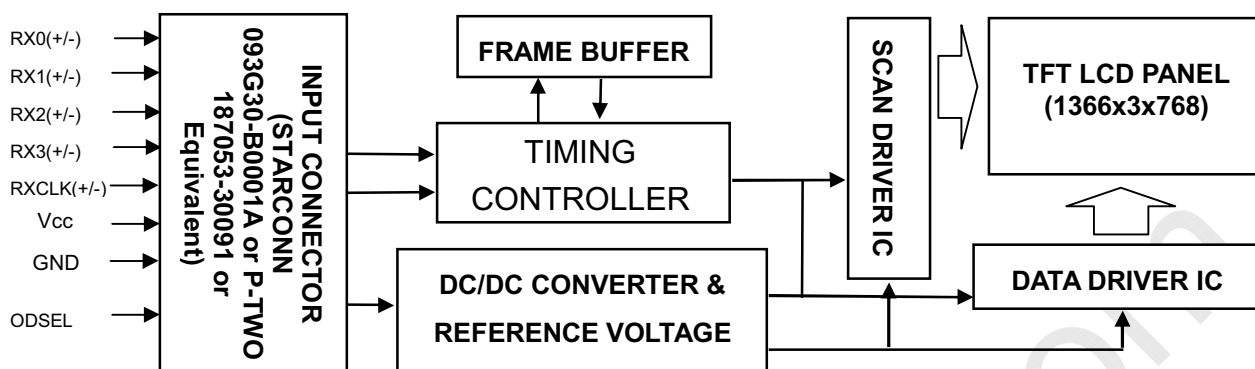 RX0(+/-)
RX1(+/-)
RX2(+/-)
RX3(+/-)
RXCLK(+/-)
Vcc
GND
ODSEL
INPUT CONNECTOR
(STARCONN
093G30-B0001A or P-TWO
187053-30091 or
Equivalent)
FRAME BUFFER
TIMING
CONTROLLER
DC/DC CONVERTER &
REFERENCE VOLTAGE
SCAN DRIVER IC
TFT LCD PANEL
(1366x3x768)
DATA DRIVER IC